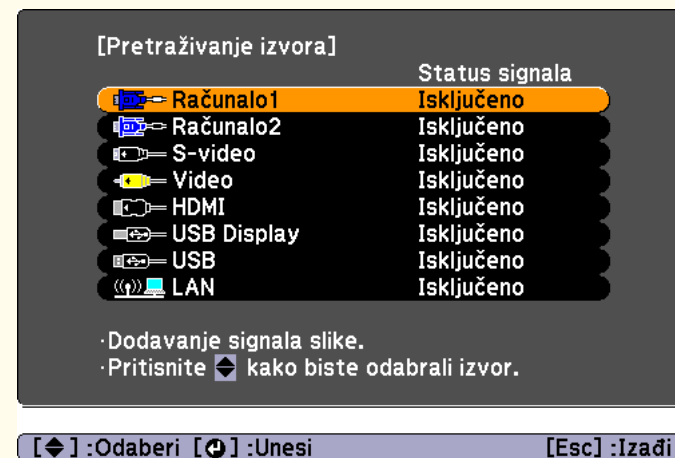 [Pretraživanje izvora]
Status signala
Računalo1 Isključeno
Računalo2 Isključeno
S-video Isključeno
Video Isključeno
HDMI Isključeno
USB Display Isključeno
USB Isključeno
LAN Isključeno
·Dodavanje signala slike.
·Pritisnite kako biste odabrali izvor.
[ ] :Odaberi [ ] :Unesi [Esc] :Izađi